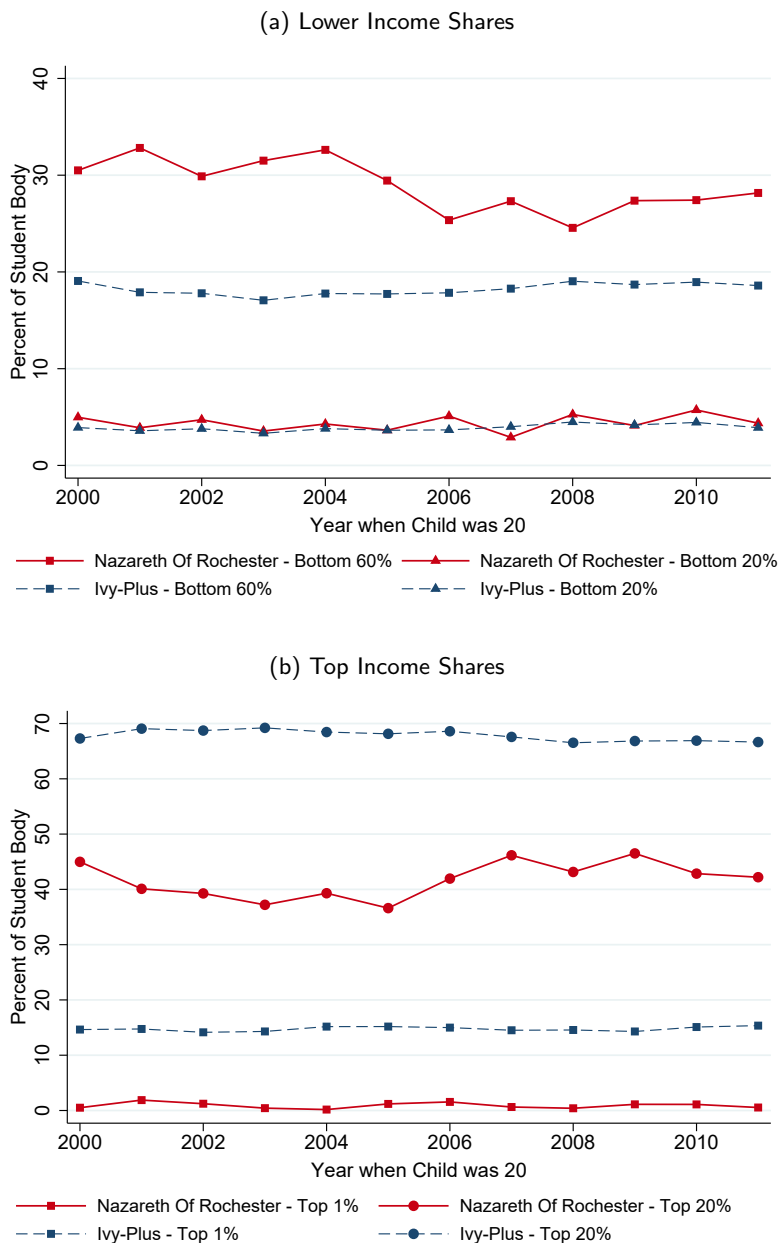 (a) Lower Income Shares
40
30
20
10
0
Percent of Student Body
2000 2002 2004 2006 2008 2010
Year when Child was 20
Nazareth Of Rochester - Bottom 60% Nazareth Of Rochester - Bottom 20%
Ivy-Plus - Bottom 60% Ivy-Plus - Bottom 20%
(b) Top Income Shares
70
60
50
40
30
20
10
0
Percent of Student Body
2000 2002 2004 2006 2008 2010
Year when Child was 20
Nazareth Of Rochester - Top 1% Nazareth Of Rochester - Top 20%
Ivy-Plus - Top 1% Ivy-Plus - Top 20%